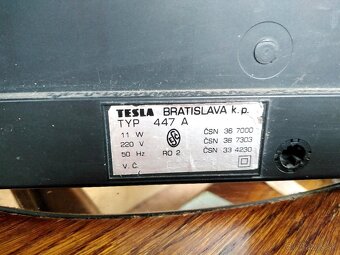 TESLA BRATISLAVA k.p.
TYP 447 A
11 W ČSN 36 7000
220 V ČSN 36 7303
50 Hz RO 2 ČSN 33 4230
V. Č.